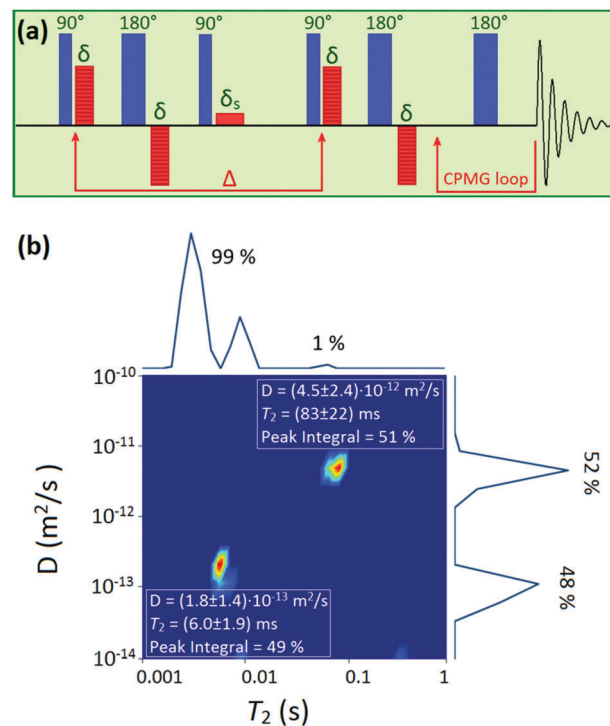 (a)
90° 180° 90° 90° 180° 180°
δ δ δs δ δ
Δ
CPMG loop
(b)
99 %
1 %
10-10
10-11
10-12
10-13
10-14
D (m2/s)
D = (4.5±2.4)·10-12 m2/s
T2 = (83±22) ms
Peak Integral = 51 %
D = (1.8±1.4)·10-13 m2/s
T2 = (6.0±1.9) ms
Peak Integral = 49 %
52 %
48 %
0.001 0.01 0.1 1
T2 (s)